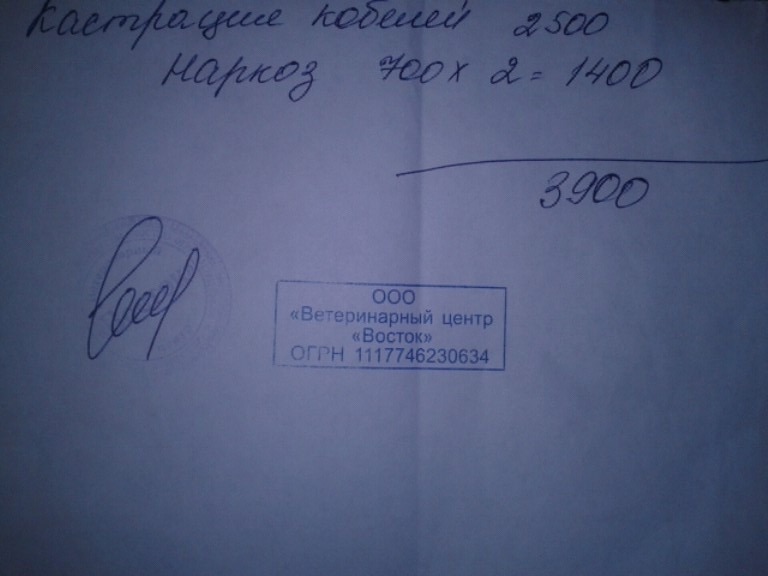 Кастрация кобелей 2500
Наркоз 700 х 2 = 1400
3900
ООО
«Ветеринарный центр
«Восток»
ОГРН 1117746230634